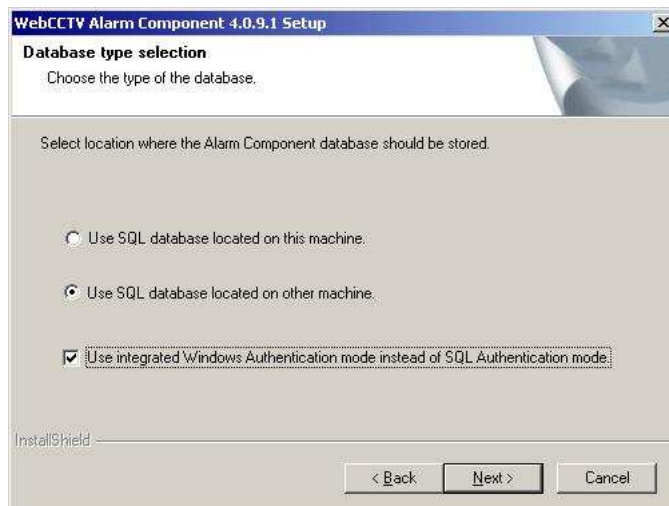 WebCCTV Alarm Component 4.0.9.1 Setup
Database type selection
Choose the type of the database.
Select location where the Alarm Component database should be stored.
Use SQL database located on this machine.
Use SQL database located on other machine.
Use integrated Windows Authentication mode instead of SQL Authentication mode.
InstallShield
< Back
Next >
Cancel